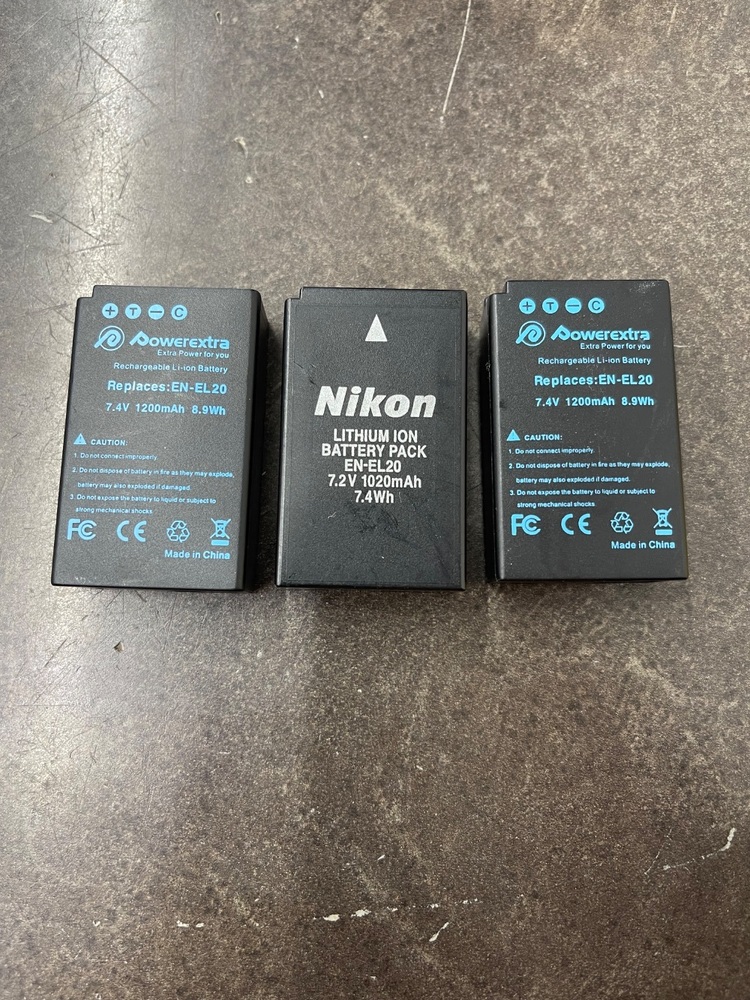 + T − C
Powerextra
Extra Power for you
Rechargeable Li-ion Battery
Replaces:EN-EL20
7.4V 1200mAh 8.9Wh
CAUTION:
1. Do not connect improperly.
2. Do not dispose of battery in fire as they may explode,
battery may also exploded if damaged.
3. Do not expose the battery to liquid or subject to
strong mechanical shocks
FC CE
Made in China
Nikon
LITHIUM ION
BATTERY PACK
EN-EL20
7.2V 1020mAh
7.4Wh
+ T − C
Powerextra
Extra Power for you
Rechargeable Li-ion Battery
Replaces:EN-EL20
7.4V 1200mAh 8.9Wh
CAUTION:
1. Do not connect improperly.
2. Do not dispose of battery in fire as they may explode,
battery may also exploded if damaged.
3. Do not expose the battery to liquid or subject to
strong mechanical shocks.
FC CE
Made in China